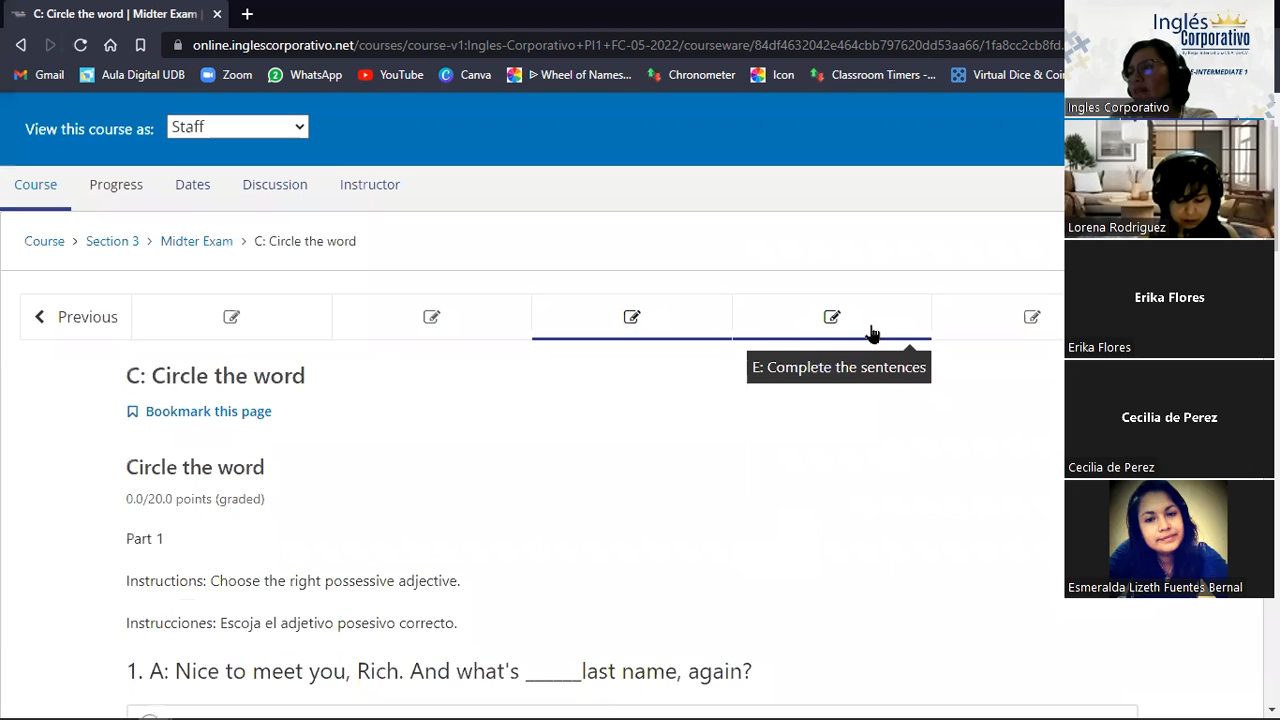 C: Circle the word | Midter Exam |
online.inglescorporativo.net/courses/course-v1:Ingles-Corporativo+PI1+FC-05-2022/courseware/84df4632042e464cbb797620dd53ab66/1fa8cc2cb8fd
Gmail
Aula Digital UDB
Zoom
WhatsApp
YouTube
Canva
ᐅ Wheel of Names...
Chronometer
Icon
Classroom Timers -...
Virtual Dice & Coi
View this course as:
Staff
Course
Progress
Dates
Discussion
Instructor
Course > Section 3 > Midter Exam > C: Circle the word
Previous
E: Complete the sentences
C: Circle the word
Bookmark this page
Circle the word
0.0/20.0 points (graded)
Part 1
Instructions: Choose the right possessive adjective.
Instrucciones: Escoja el adjetivo posesivo correcto.
1. A: Nice to meet you, Rich. And what's ______last name, again?
Inglés
Corporativo
E-INTERMEDIATE 1
Ingles Corporativo
Lorena Rodriguez
Erika Flores
Erika Flores
Cecilia de Perez
Cecilia de Perez
Esmeralda Lizeth Fuentes Bernal